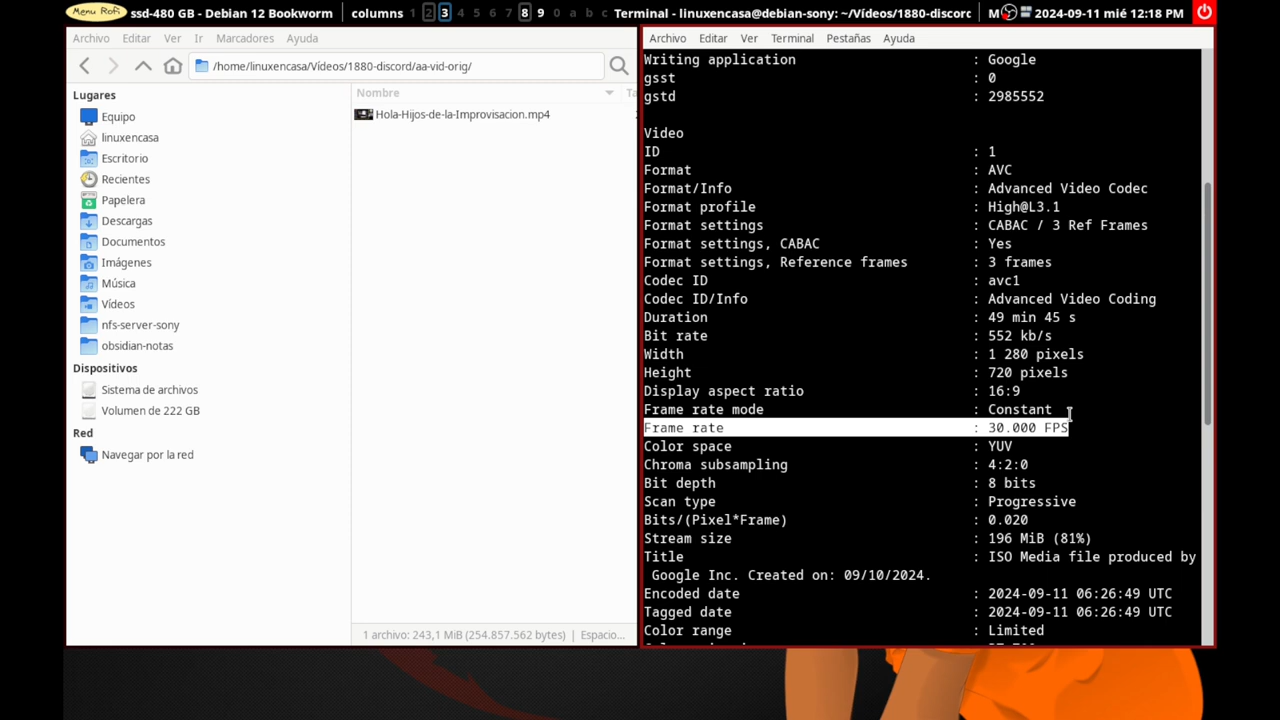 Menu Rofi ssd-480 GB - Debian 12 Bookworm columns 1 2 3 4 5 6 7 8 9 0 a b c Terminal - linuxencasa@debian-sony: ~/Vídeos/1880-discorc M 2024-09-11 mié 12:18 PM
Archivo Editar Ver Ir Marcadores Ayuda
/home/linuxencasa/Vídeos/1880-discord/aa-vid-orig/
Lugares
Equipo
linuxencasa
Escritorio
Recientes
Papelera
Descargas
Documentos
Imágenes
Música
Vídeos
nfs-server-sony
obsidian-notas
Dispositivos
Sistema de archivos
Volumen de 222 GB
Red
Navegar por la red
Nombre Ta
Hola-Hijos-de-la-Improvisacion.mp4
1 archivo: 243,1 MiB (254.857.562 bytes) | Espacio...
Archivo Editar Ver Terminal Pestañas Ayuda
Writing application : Google
gsst : 0
gstd : 2985552
Video
ID : 1
Format : AVC
Format/Info : Advanced Video Codec
Format profile : High@L3.1
Format settings : CABAC / 3 Ref Frames
Format settings, CABAC : Yes
Format settings, Reference frames : 3 frames
Codec ID : avc1
Codec ID/Info : Advanced Video Coding
Duration : 49 min 45 s
Bit rate : 552 kb/s
Width : 1 280 pixels
Height : 720 pixels
Display aspect ratio : 16:9
Frame rate mode : Constant
Frame rate : 30.000 FPS
Color space : YUV
Chroma subsampling : 4:2:0
Bit depth : 8 bits
Scan type : Progressive
Bits/(Pixel*Frame) : 0.020
Stream size : 196 MiB (81%)
Title : ISO Media file produced by
Google Inc. Created on: 09/10/2024.
Encoded date : 2024-09-11 06:26:49 UTC
Tagged date : 2024-09-11 06:26:49 UTC
Color range : Limited